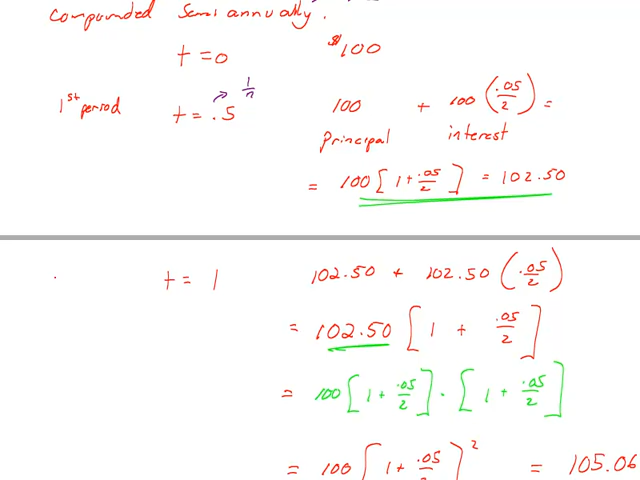 compounded semiannually.
t = 0 $100
1/n
1st period t = .5 100 + 100 (.05/2) =
principal interest
= 100 [1 + .05/2] = 102.50
t = 1 102.50 + 102.50 (.05/2)
= 102.50 [1 + .05/2]
= 100 [1 + .05/2] · [1 + .05/2]
= 100 [1 + .05/2]² = 105.06